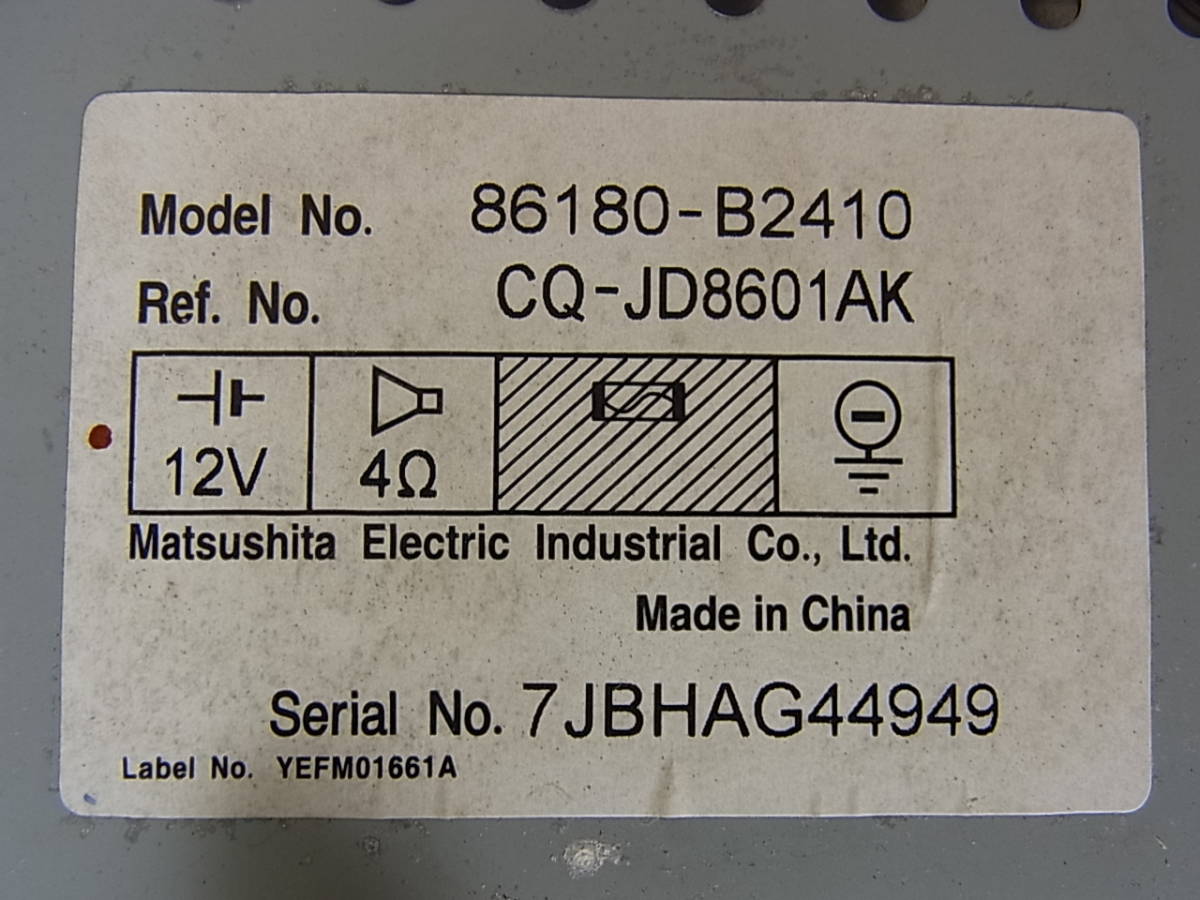 Model No. 86180-B2410
Ref. No. CQ-JD8601AK
12V 4Ω
Matsushita Electric Industrial Co., Ltd.
Made in China
Serial No. 7JBHAG44949
Label No. YEFM01661A